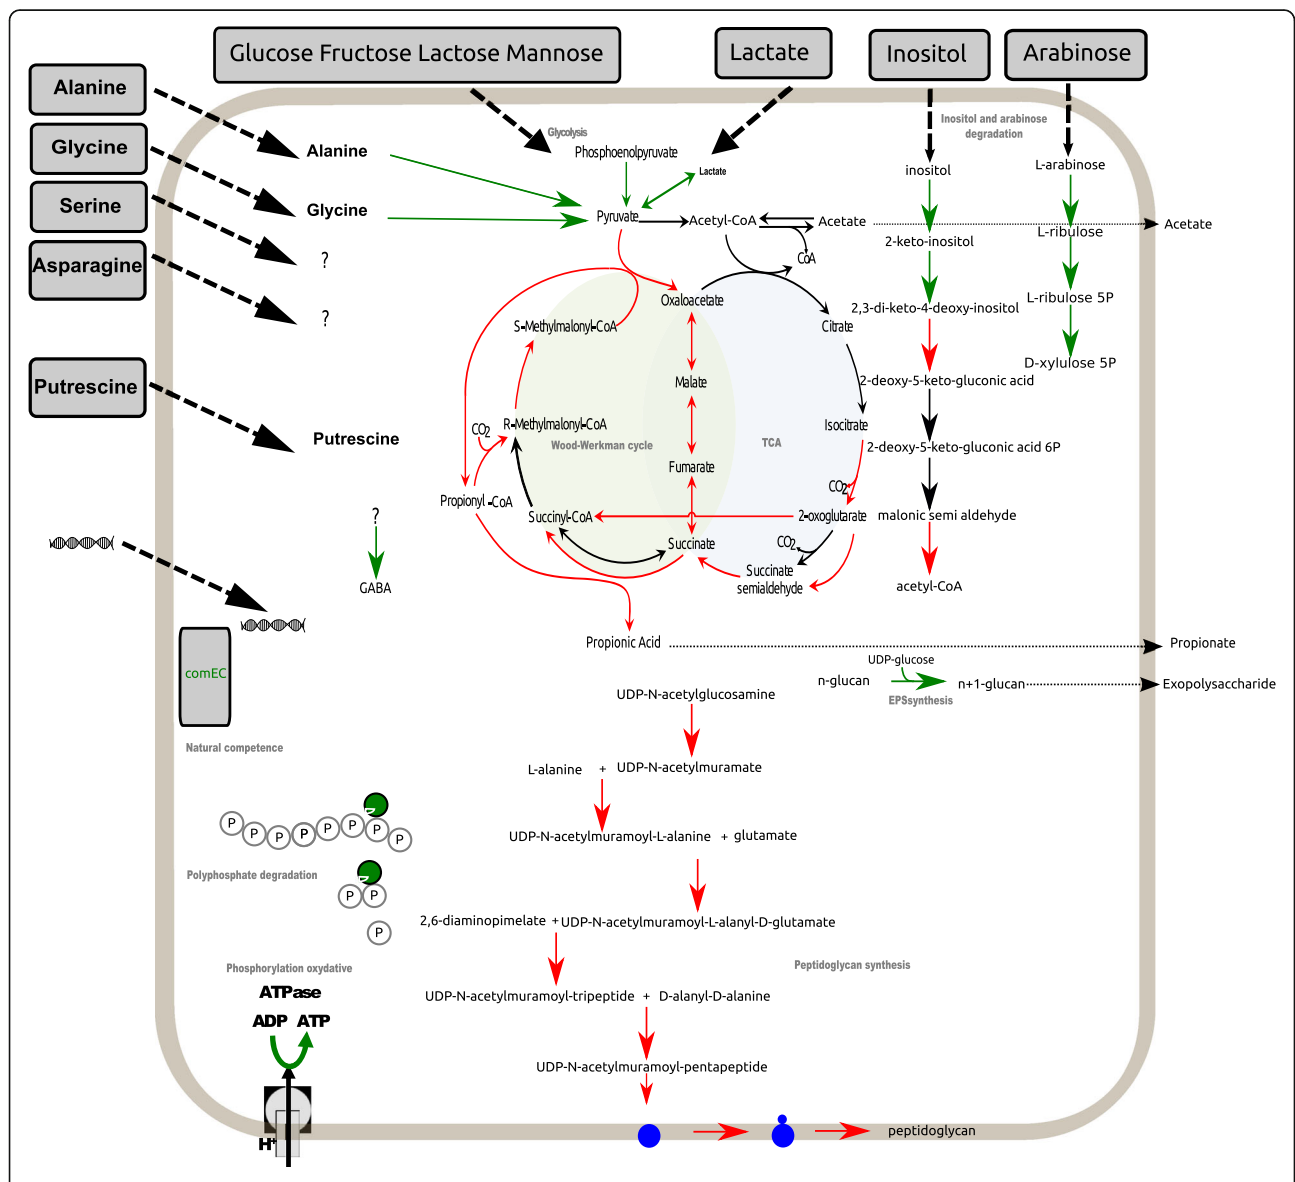 Glucose Fructose Lactose Mannose
Lactate
Inositol
Arabinose
Alanine
Glycine
Serine
Asparagine
Putrescine
Alanine
Glycine
?
?
Putrescine
?
GABA
Glycolysis
Phosphoenolpyruvate
Lactate
Pyruvate
Acetyl-CoA
Acetate
CoA
Acetate
Inositol and arabinose
degradation
inositol
2-keto-inositol
2,3-di-keto-4-deoxy-inositol
2-deoxy-5-keto-gluconic acid
2-deoxy-5-keto-gluconic acid 6P
malonic semi aldehyde
acetyl-CoA
L-arabinose
L-ribulose
L-ribulose 5P
D-xylulose 5P
Oxaloacetate
S-Methylmalonyl-CoA
Citrate
Malate
CO2
R-Methylmalonyl-CoA
Wood-Werkman cycle
TCA
Isocitrate
Fumarate
CO2
Propionyl-CoA
Succinyl-CoA
2-oxoglutarate
Succinate
CO2
Succinate
semialdehyde
Propionic Acid
Propionate
UDP-glucose
n-glucan
n+1-glucan
Exopolysaccharide
EPSsynthesis
comEC
Natural competence
P
P
P
P
P
P
P
P
Polyphosphate degradation
P
P
P
Phosphorylation oxydative
ATPase
ADP ATP
H+
UDP-N-acetylglucosamine
L-alanine + UDP-N-acetylmuramate
UDP-N-acetylmuramoyl-L-alanine + glutamate
2,6-diaminopimelate + UDP-N-acetylmuramoyl-L-alanyl-D-glutamate
Peptidoglycan synthesis
UDP-N-acetylmuramoyl-tripeptide + D-alanyl-D-alanine
UDP-N-acetylmuramoyl-pentapeptide
peptidoglycan